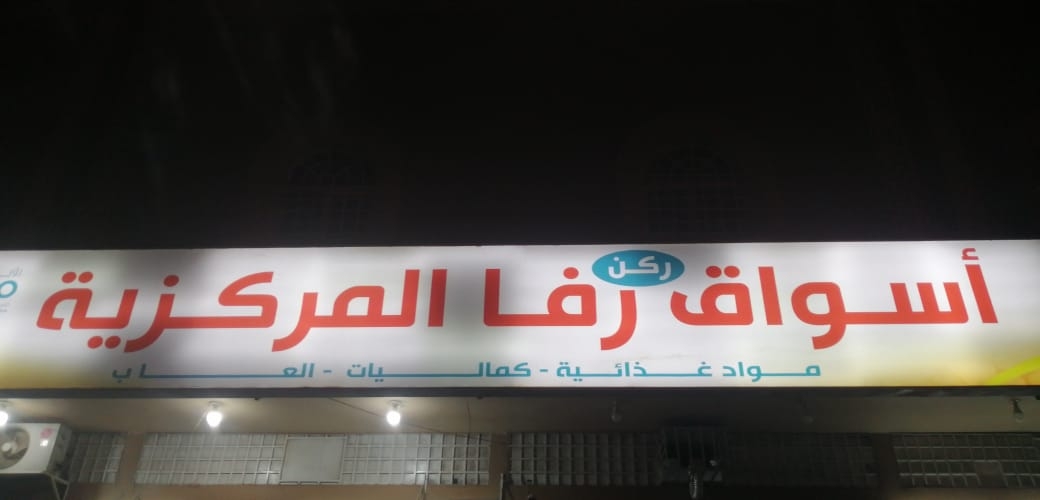 أسواق ركن رفا المركزية
مواد غذائية - كماليات - العاب